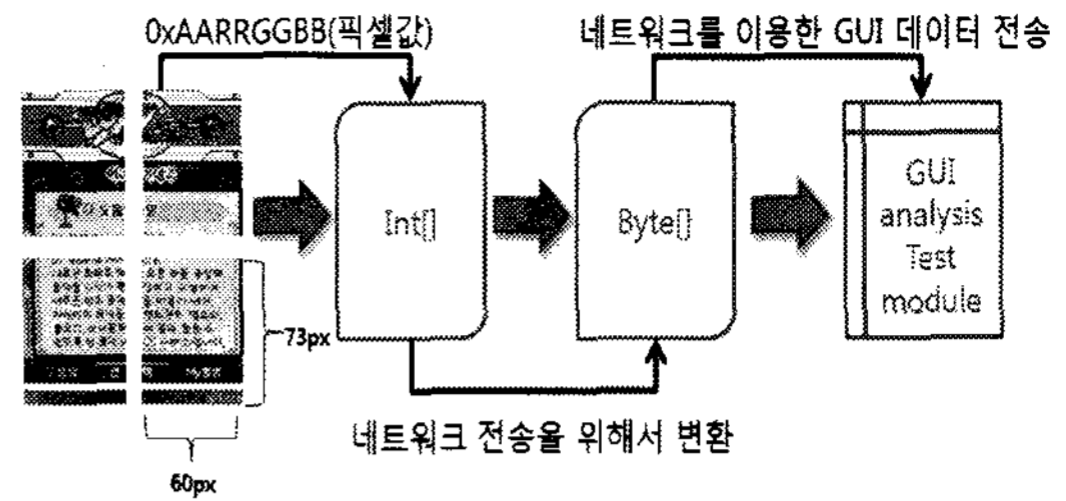 0xAARRGGBB(픽셀값)
네트워크를 이용한 GUI 데이터 전송
Int[]
Byte[]
GUI
analysis
Test
module
73px
네트워크 전송을 위해서 변환
60px